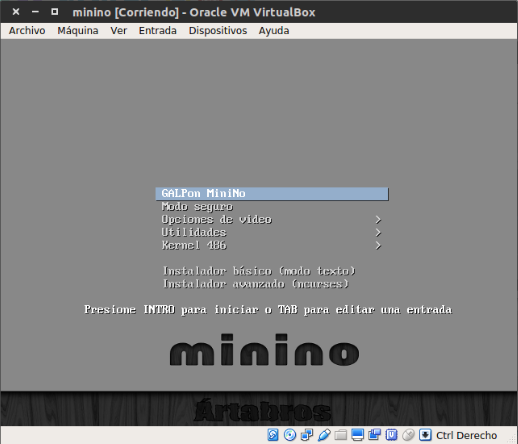 minino [Corriendo] - Oracle VM VirtualBox
Archivo Máquina Ver Entrada Dispositivos Ayuda
GALPon MiniNo
Modo seguro
Opciones de video >
Utilidades >
Kernel 486 >
Instalador básico (modo texto)
Instalador avanzado (ncurses)
Presione INTRO para iniciar o TAB para editar una entrada
minino
Ártabros
Ctrl Derecho